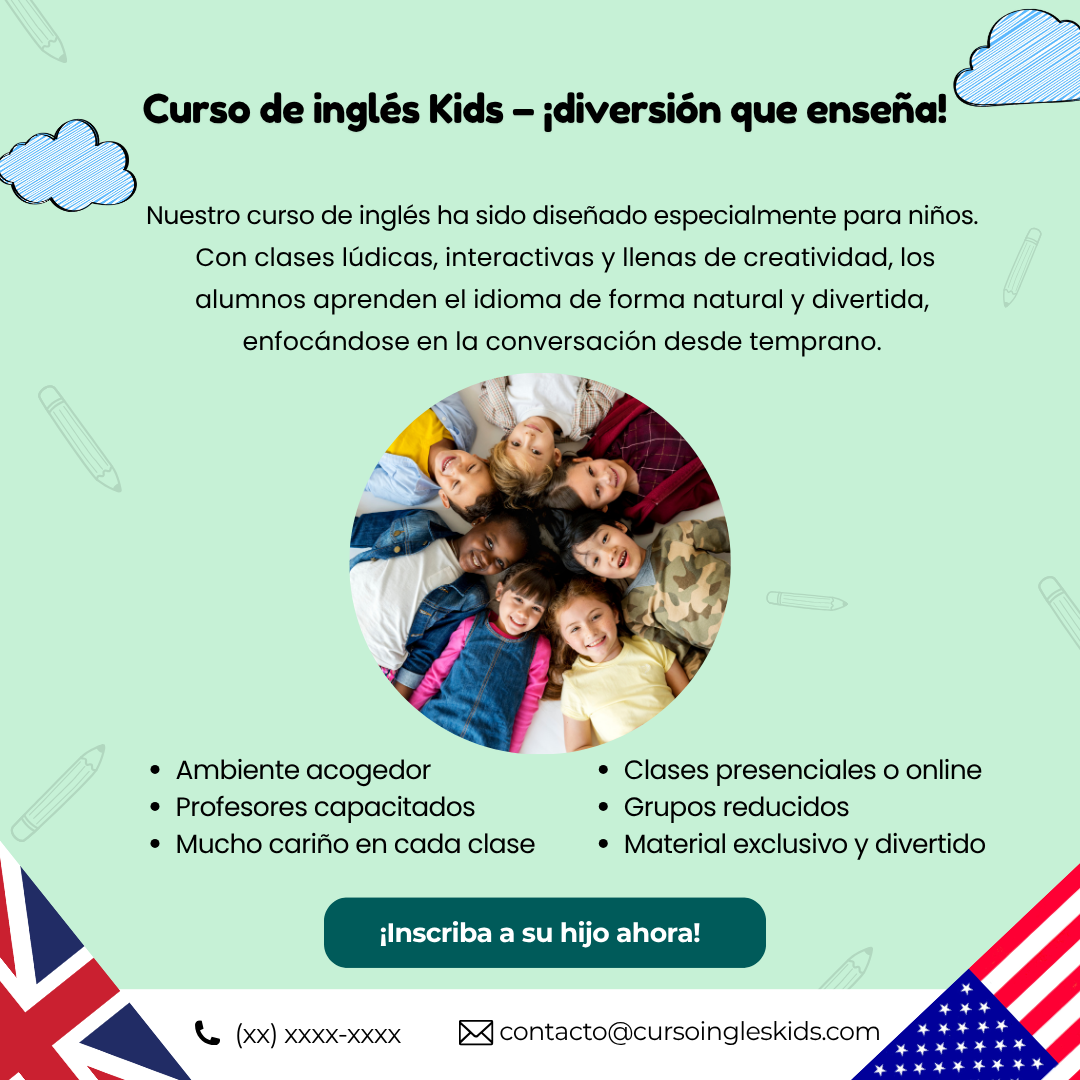 Curso de inglés Kids – ¡diversión que enseña!
Nuestro curso de inglés ha sido diseñado especialmente para niños.
Con clases lúdicas, interactivas y llenas de creatividad, los
alumnos aprenden el idioma de forma natural y divertida,
enfocándose en la conversación desde temprano.
Ambiente acogedor
Profesores capacitados
Mucho cariño en cada clase
Clases presenciales o online
Grupos reducidos
Material exclusivo y divertido
¡Inscriba a su hijo ahora!
(xx) xxxx-xxxx
contacto@cursoingleskids.com